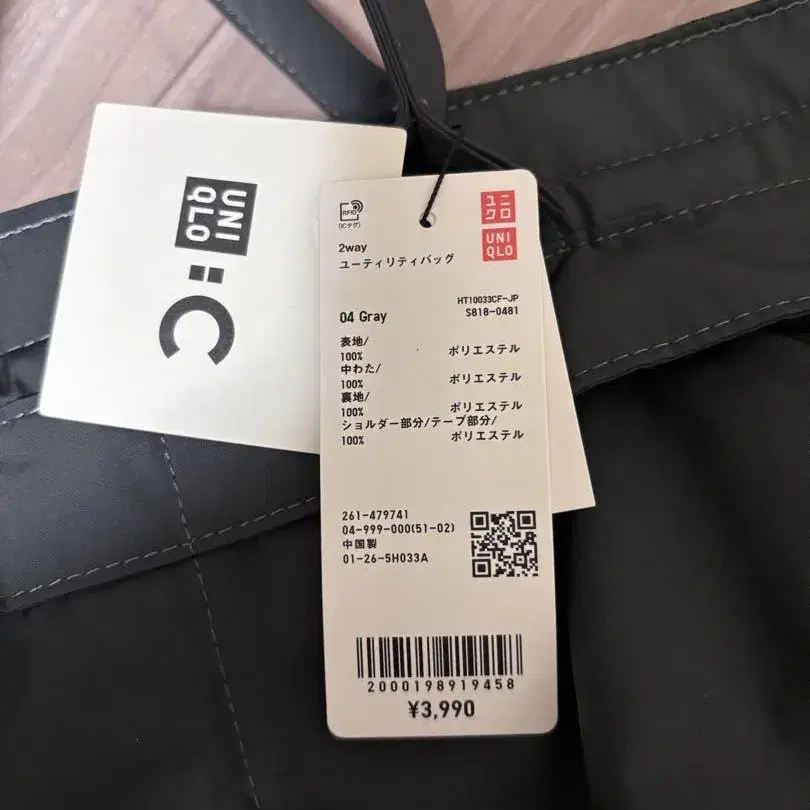 UNI
QLO
:C
RFID
(ICタグ)
ユニ
クロ
UNI
QLO
2way
ユーティリティバッグ
HT10033CF-JP
04 Gray
S818-0481
表地/
100% ポリエステル
中わた/
100% ポリエステル
裏地/
100% ポリエステル
ショルダー部分/テープ部分/
100% ポリエステル
261-479741
04-999-000(51-02)
中国製
01-26-5H033A
2000198919458
¥3,990